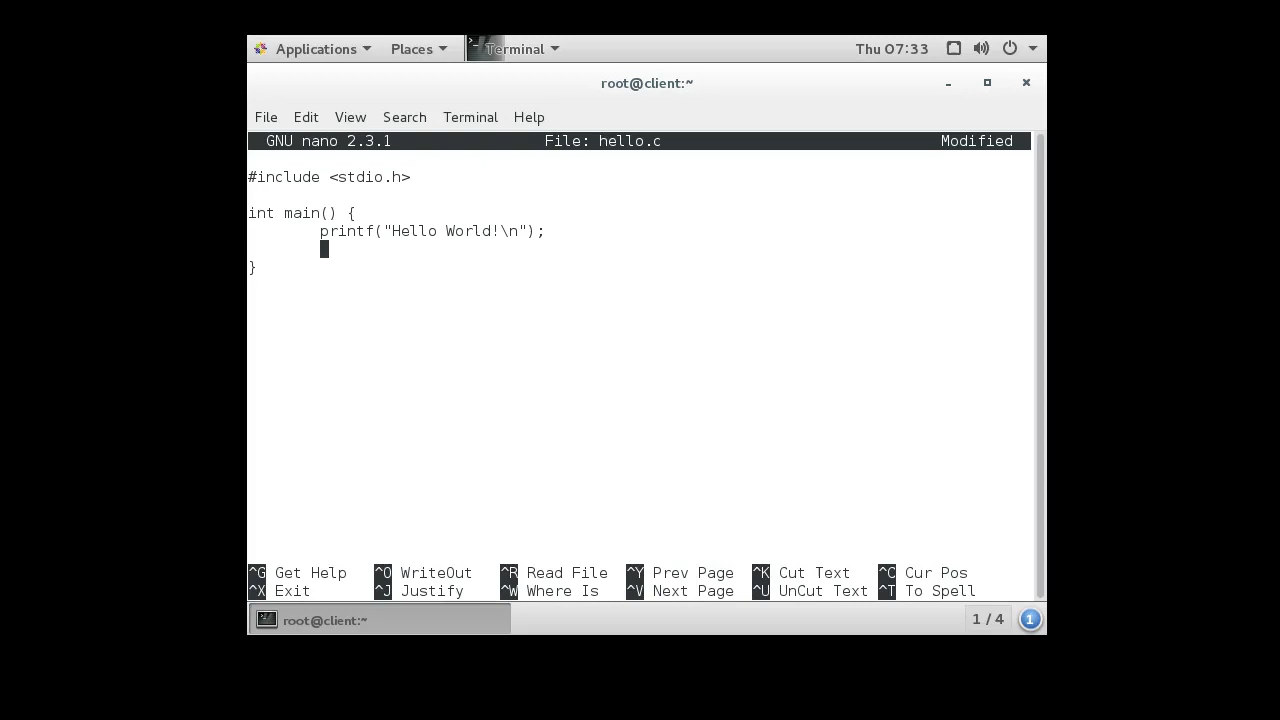 Applications Places Terminal Thu 07:33
root@client:~
File Edit View Search Terminal Help
GNU nano 2.3.1 File: hello.c Modified
#include <stdio.h>
int main() {
printf("Hello World!\n");
}
^G Get Help ^O WriteOut ^R Read File ^Y Prev Page ^K Cut Text ^C Cur Pos
^X Exit ^J Justify ^W Where Is ^V Next Page ^U UnCut Text ^T To Spell
root@client:~ 1 / 4 1